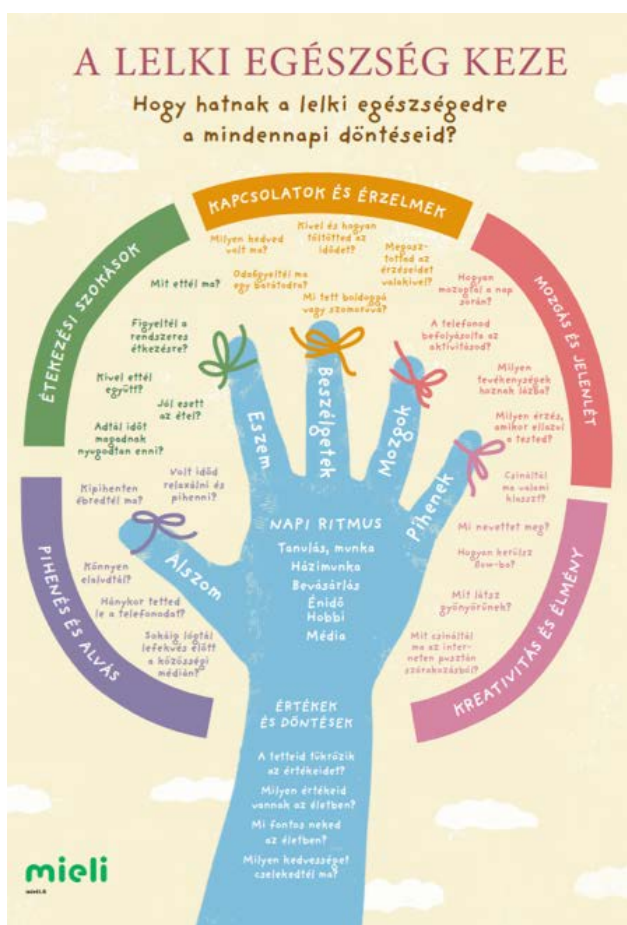 A LELKI EGÉSZSÉG KEZE
Hogy hatnak a lelki egészségedre
a mindennapi döntéseid?
KAPCSOLATOK ÉS ÉRZELMEK
Milyen kedved
volt ma?
Kivel és hogyan
töltötted az
idődet?
Odafigyeltél ma
egy barátodra?
Megosz-
tottad az
érzéseidet
valakivel?
Mi tett boldoggá
vagy szomorúvá?
ÉTEKEZÉSI SZOKÁSOK
Mit ettél ma?
Figyeltél a
rendszeres
étkezésre?
Kivel ettél
együtt?
Jól esett
az étel?
Adtál időt
magadnak
nyugodtan enni?
MOZGÁS ÉS JELENLÉT
Hogyan
mozogtál a nap
során?
A telefonod
befolyásolta az
aktivitásod?
Milyen
tevékenységek
hoznak lázba?
Milyen érzés,
amikor ellazul
a tested?
PIHENÉS ÉS ALVÁS
Kipihenten
ébredtél ma?
Volt időd
relaxálni és
pihenni?
Könnyen
elaludtál?
Hánykor tetted
le a telefonodat?
Sokáig lógtál
lefekvés előtt
a közösségi
médián?
KREATIVITÁS ÉS ÉLMÉNY
Csináltál
ma valami
klasszt?
Mi nevettet meg?
Hogyan kerülsz
flow-ba?
Mit látsz
gyönyörűnek?
Mit csináltál
ma az inter-
neten pusztán
szórakozásból?
Alszom
Eszem
Beszélgetek
Mozgok
Pihenek
NAPI RITMUS
Tanulás, munka
Házimunka
Bevásárlás
Énidő
Hobbi
Média
ÉRTÉKEK
ÉS DÖNTÉSEK
A tetteid tükrözik
az értékeidet?
Milyen értékeid
vannak az életben?
Mi fontos neked
az életben?
Milyen kedvességet
cselekedtél ma?
mieli
mieli.fi